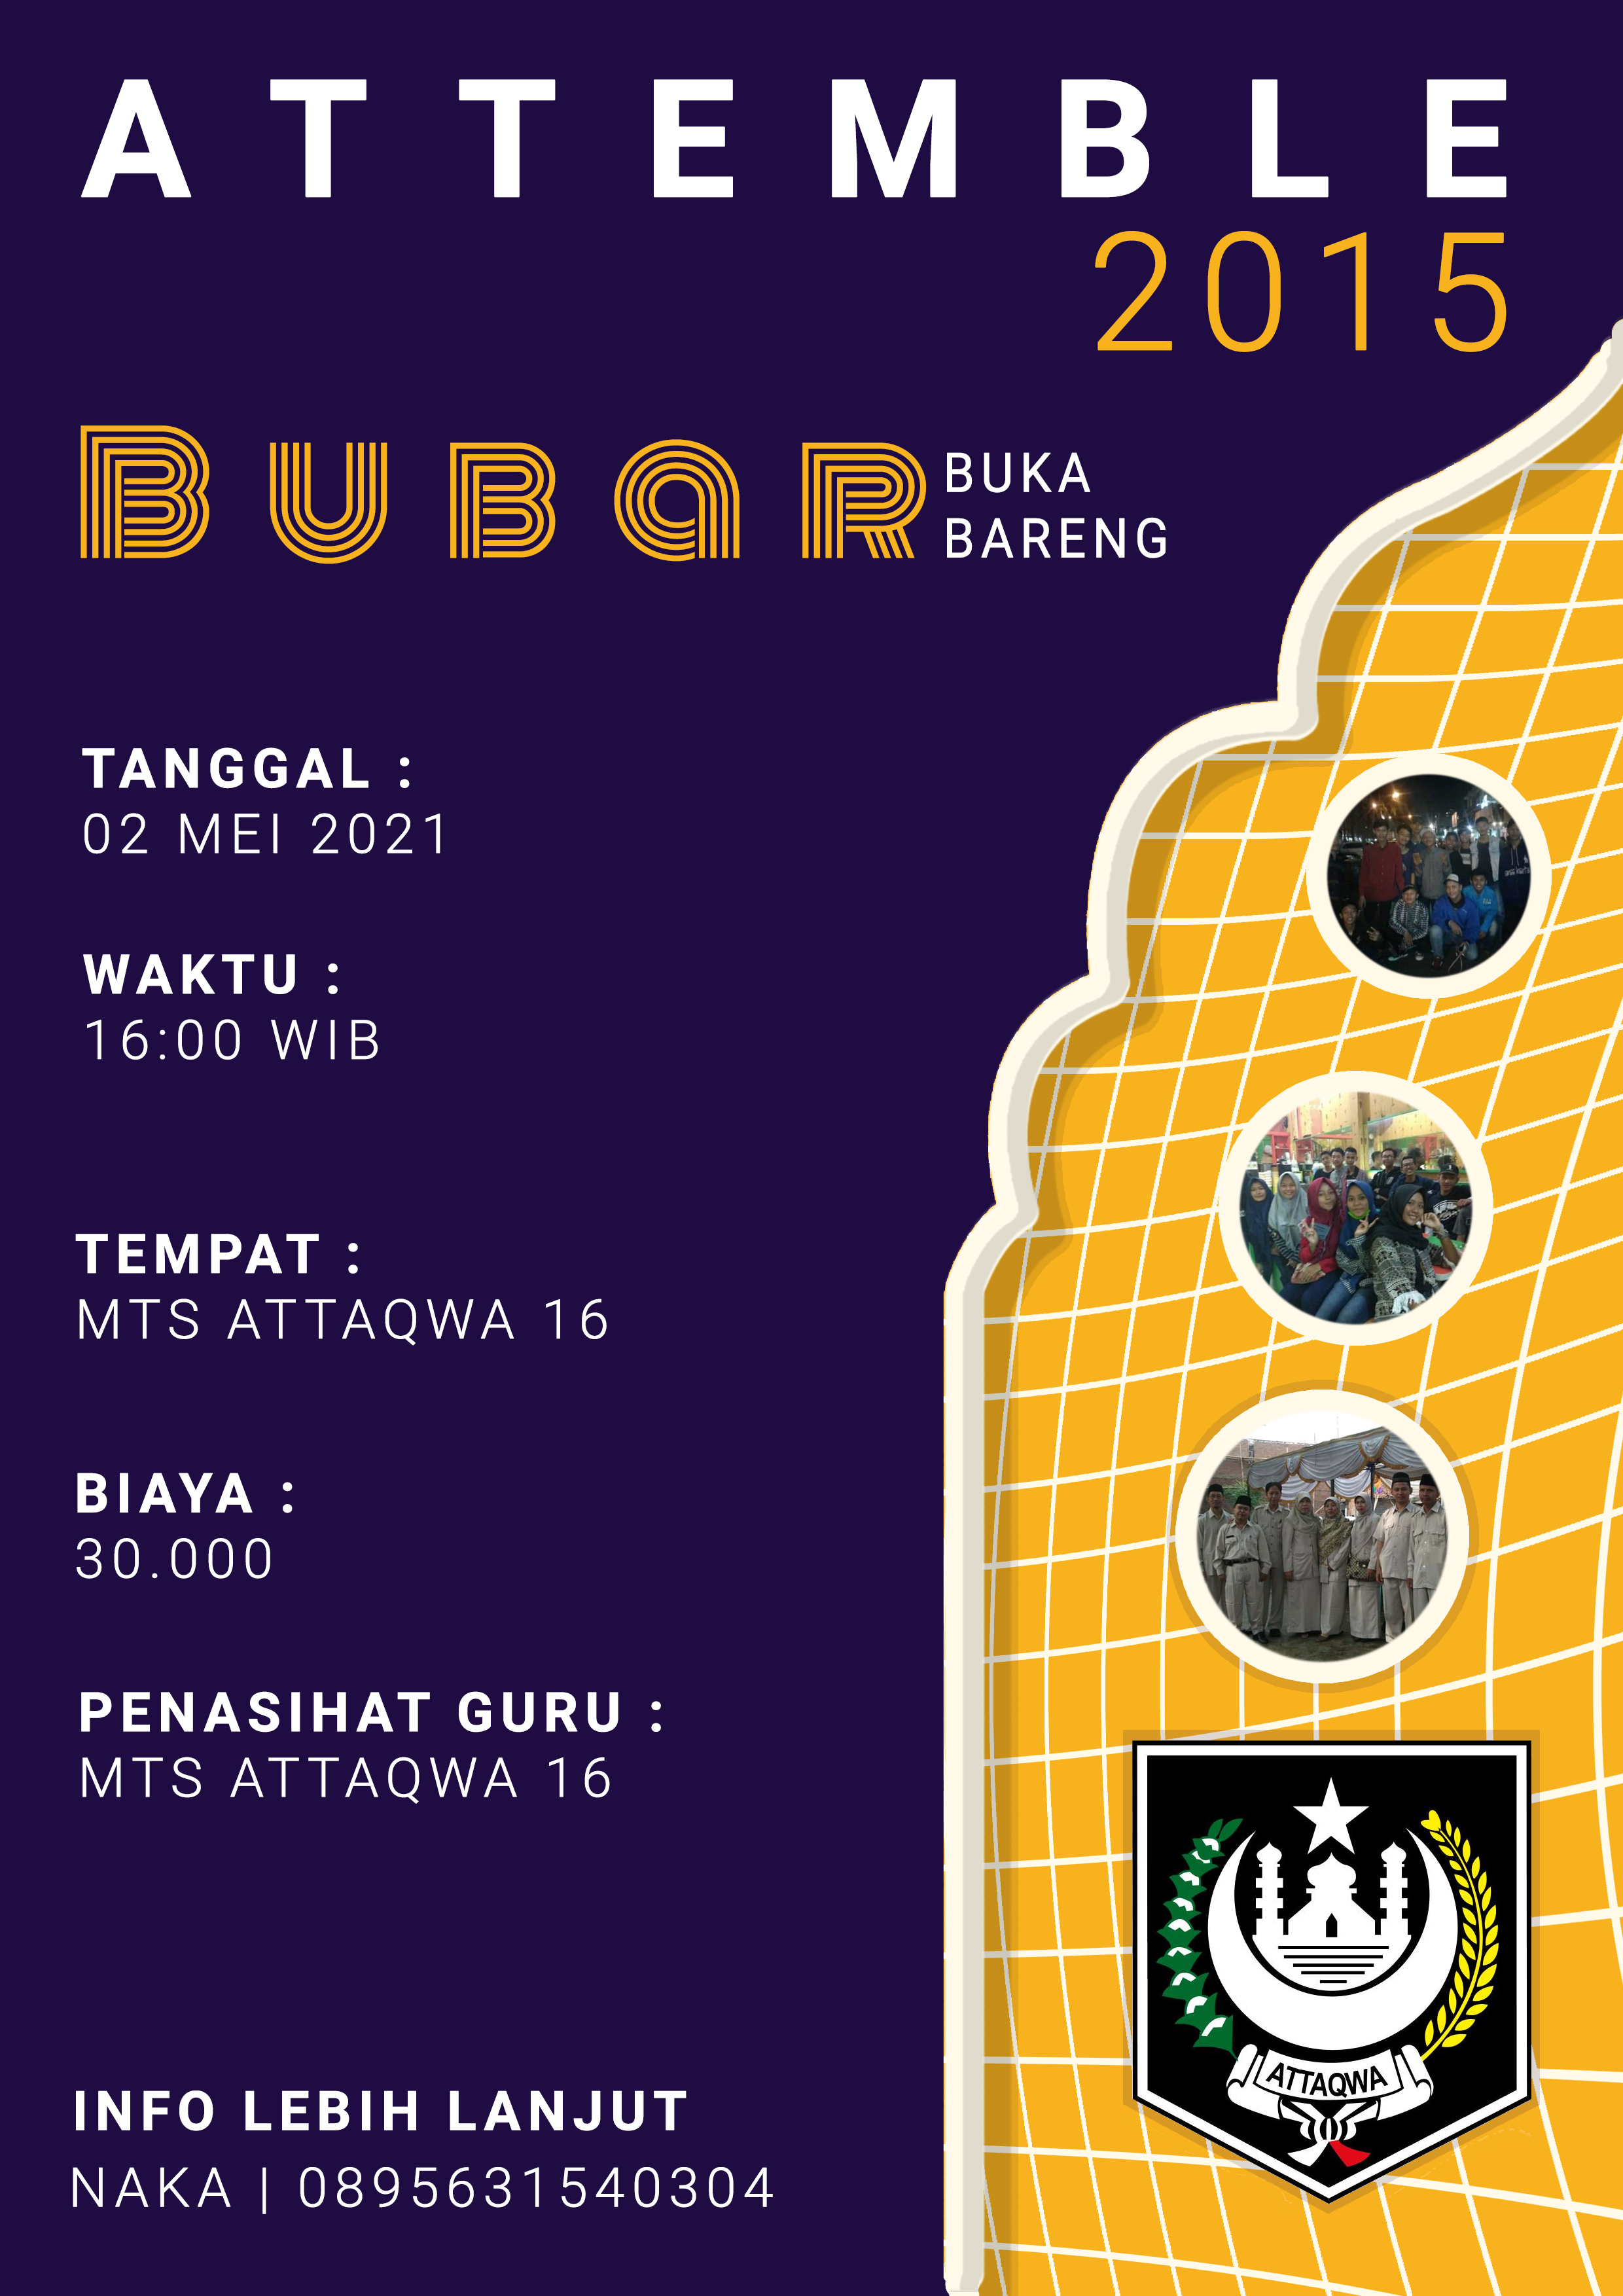 ATTEMBLE
2015
BUBaR
BUKA
BARENG
TANGGAL :
02 MEI 2021
WAKTU :
16:00 WIB
TEMPAT :
MTS ATTAQWA 16
BIAYA :
30.000
PENASIHAT GURU :
MTS ATTAQWA 16
ATTAQWA
INFO LEBIH LANJUT
NAKA | 0895631540304